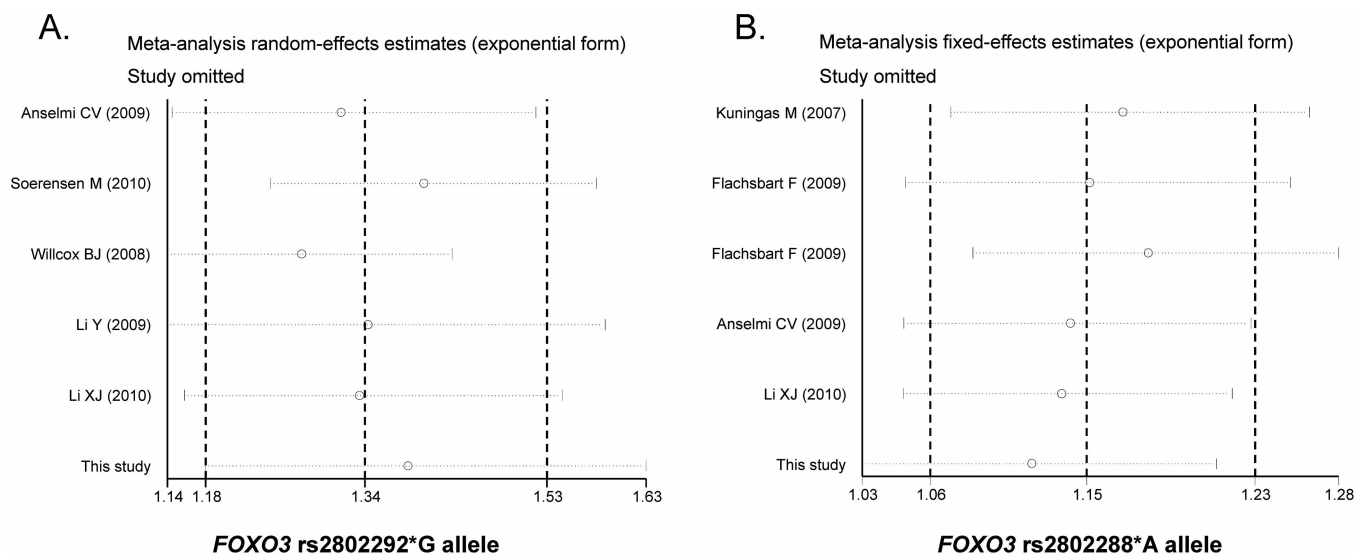 A.
Meta-analysis random-effects estimates (exponential form)
Study omitted
Anselmi CV (2009)
Soerensen M (2010)
Willcox BJ (2008)
Li Y (2009)
Li XJ (2010)
This study
1.14 1.18 1.34 1.53 1.63
FOXO3 rs2802292*G allele
B.
Meta-analysis fixed-effects estimates (exponential form)
Study omitted
Kuningas M (2007)
Flachsbart F (2009)
Flachsbart F (2009)
Anselmi CV (2009)
Li XJ (2010)
This study
1.03 1.06 1.15 1.23 1.28
FOXO3 rs2802288*A allele